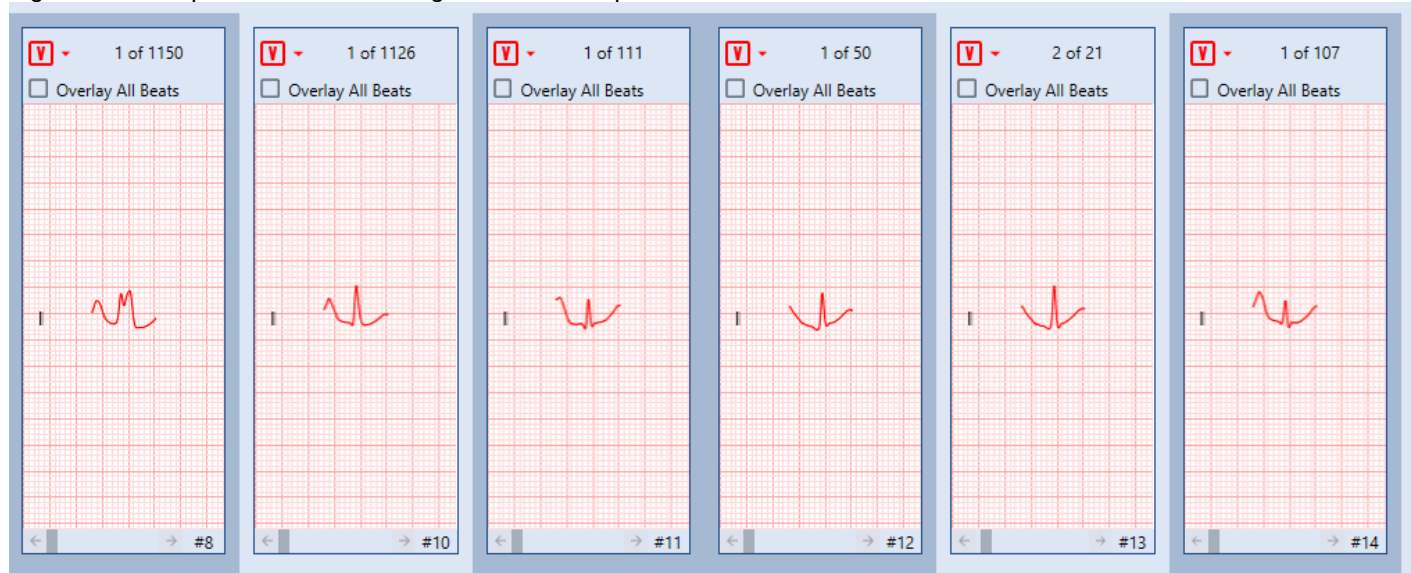 V 1 of 1150
Overlay All Beats
#8
V 1 of 1126
Overlay All Beats
#10
V 1 of 111
Overlay All Beats
#11
V 1 of 50
Overlay All Beats
#12
V 2 of 21
Overlay All Beats
#13
V 1 of 107
Overlay All Beats
#14